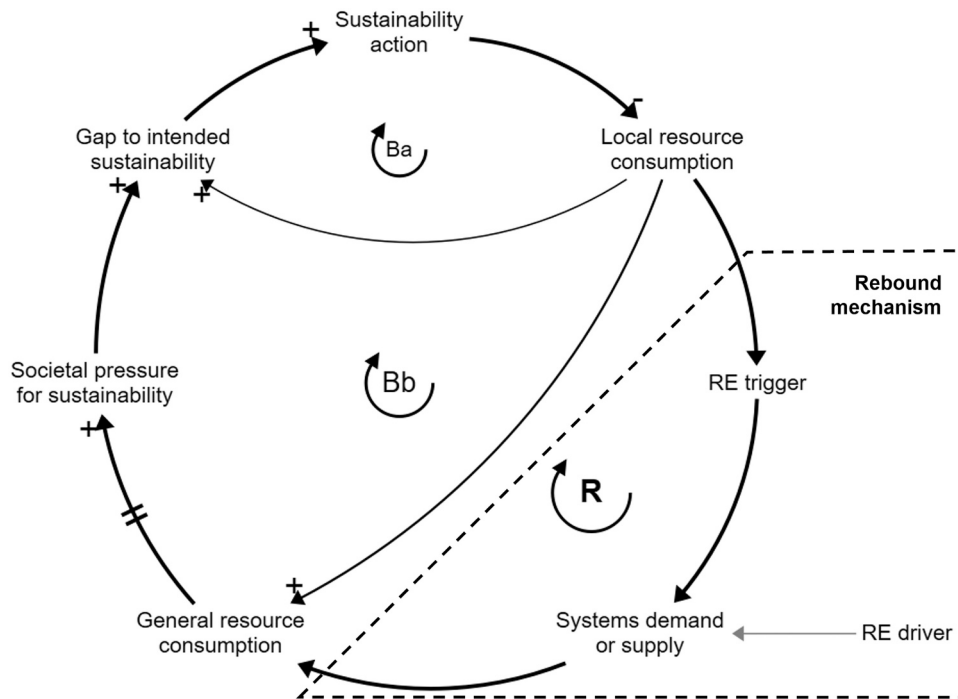 Sustainability
action
+
-
Ba
Gap to intended
sustainability
+
+
Local resource
consumption
Rebound
mechanism
Societal pressure
for sustainability
+
Bb
RE trigger
R
+
General resource
consumption
Systems demand
or supply
RE driver